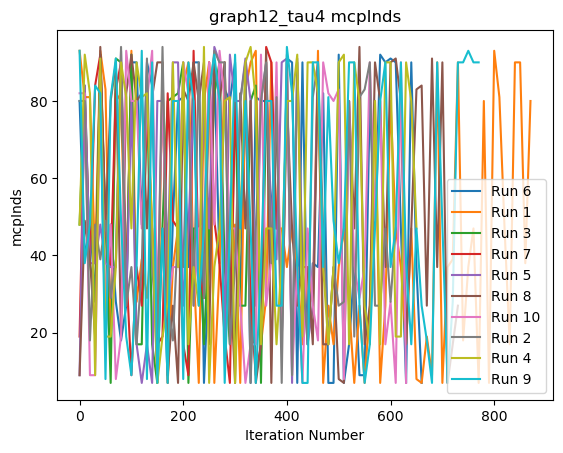 graph12_tau4 mcpInds
mcpInds
80
60
40
20
0
200
400
600
800
Iteration Number
Run 6
Run 1
Run 3
Run 7
Run 5
Run 8
Run 10
Run 2
Run 4
Run 9